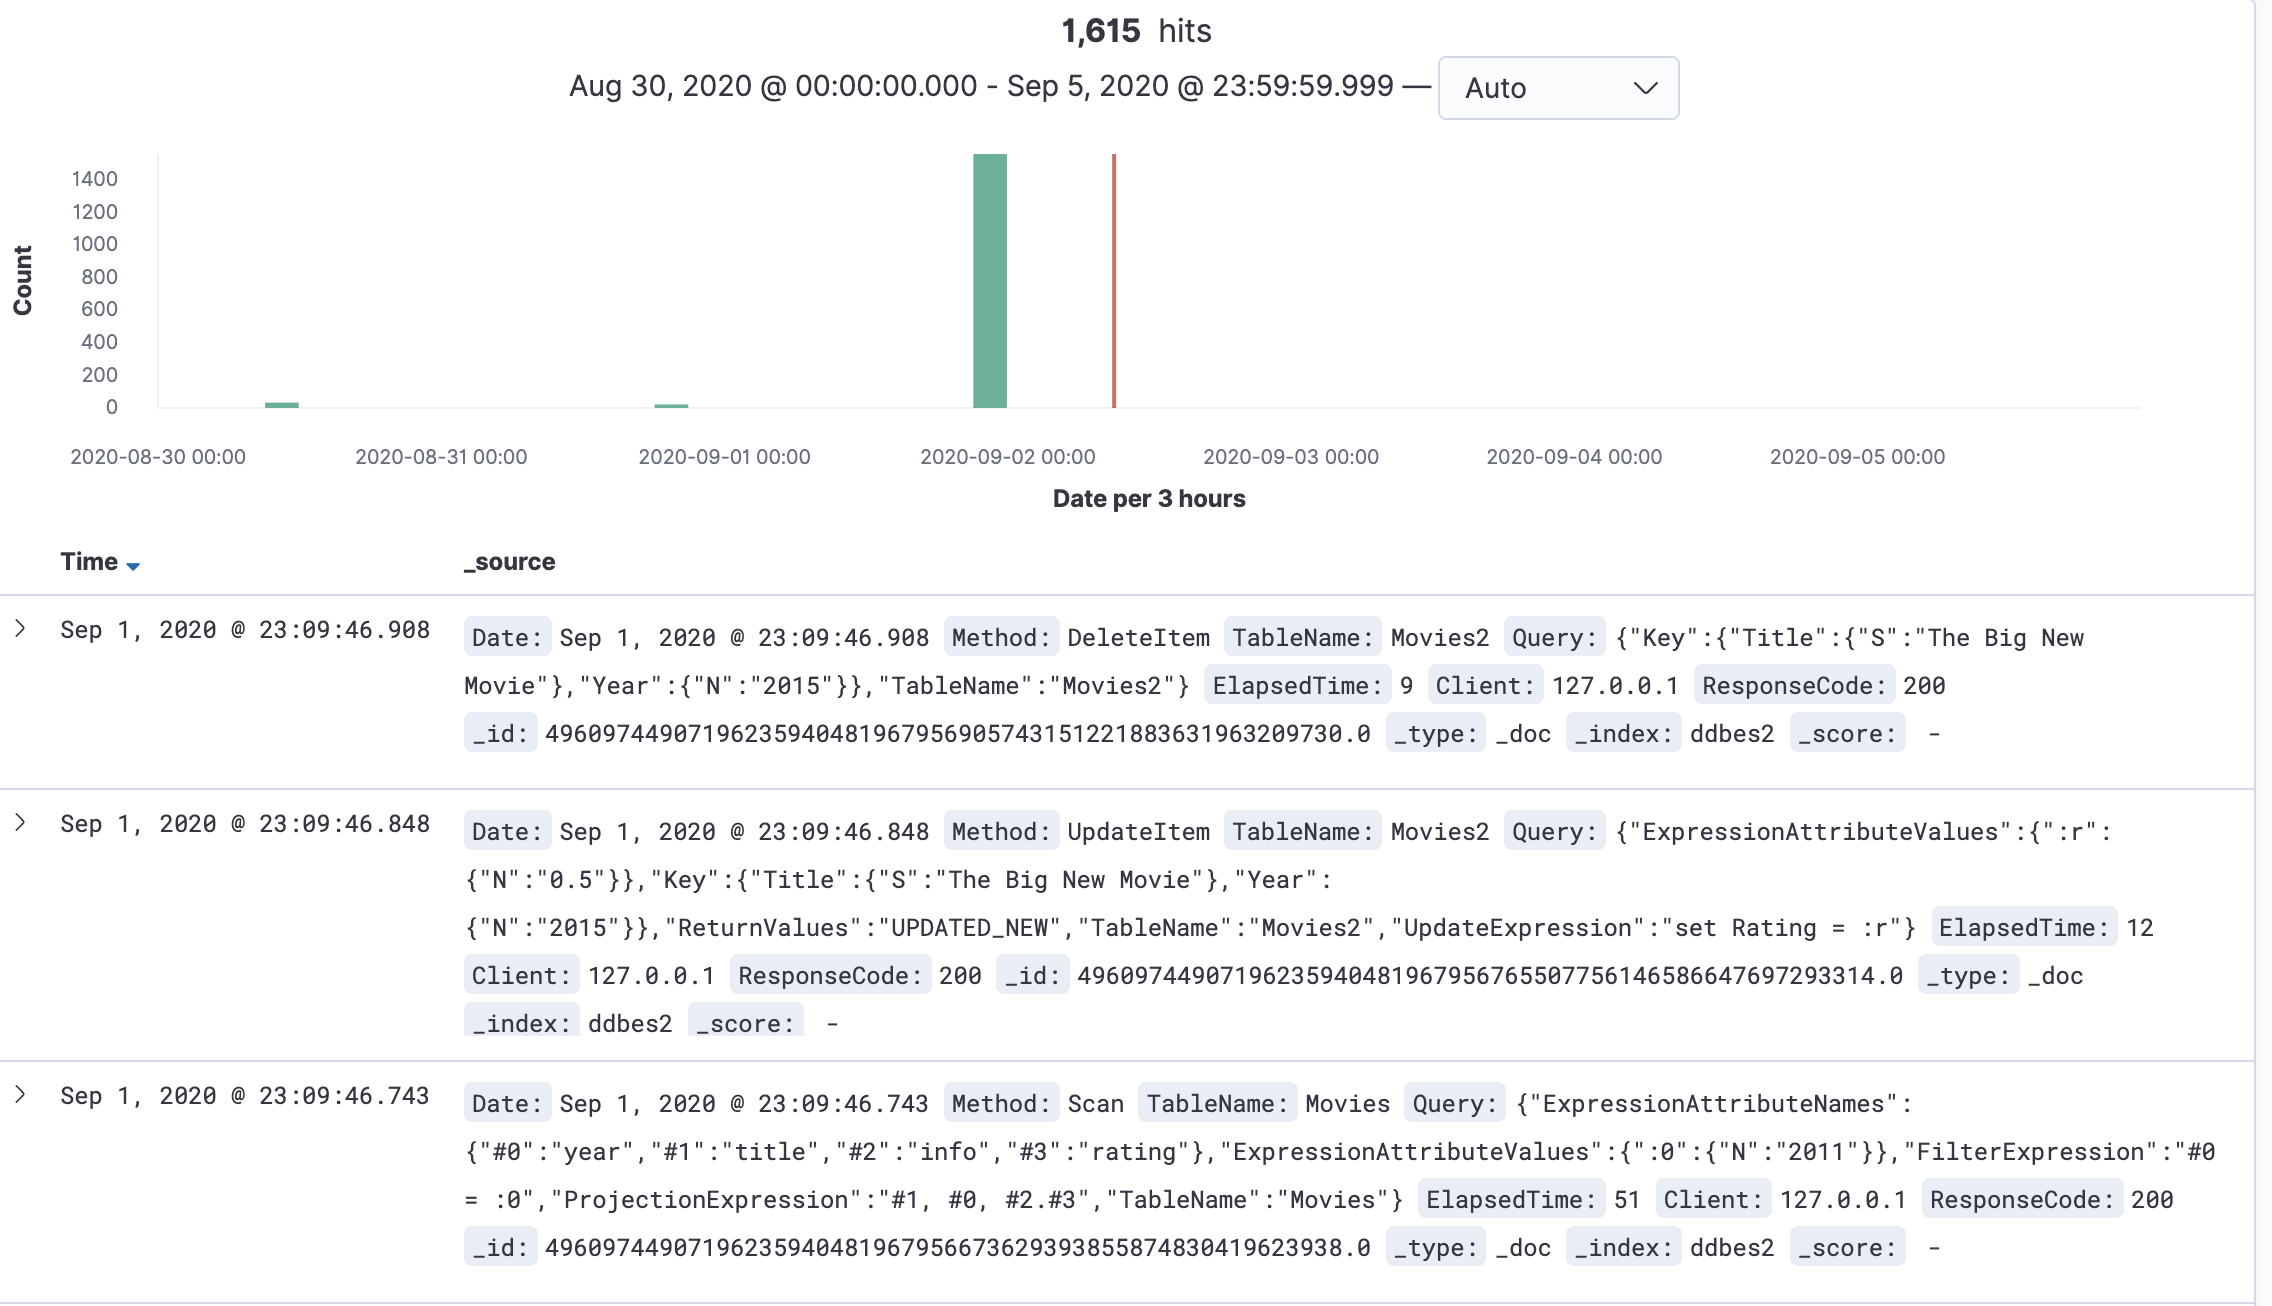 1,615 hits
Aug 30, 2020 @ 00:00:00.000 - Sep 5, 2020 @ 23:59:59.999 — Auto
1400
1200
1000
800
600
400
200
0
Count
2020-08-30 00:00 2020-08-31 00:00 2020-09-01 00:00 2020-09-02 00:00 2020-09-03 00:00 2020-09-04 00:00 2020-09-05 00:00
Date per 3 hours
Time _source
Sep 1, 2020 @ 23:09:46.908 Date: Sep 1, 2020 @ 23:09:46.908 Method: DeleteItem TableName: Movies2 Query: {"Key":{"Title":{"S":"The Big New
Movie"},"Year":{"N":"2015"}},"TableName":"Movies2"} ElapsedTime: 9 Client: 127.0.0.1 ResponseCode: 200
_id: 49609744907196235940481967956905743151221883631963209730.0 _type: _doc _index: ddbes2 _score: -
Sep 1, 2020 @ 23:09:46.848 Date: Sep 1, 2020 @ 23:09:46.848 Method: UpdateItem TableName: Movies2 Query: {"ExpressionAttributeValues":{":r":
{"N":"0.5"}},"Key":{"Title":{"S":"The Big New Movie"},"Year":
{"N":"2015"}},"ReturnValues":"UPDATED_NEW","TableName":"Movies2","UpdateExpression":"set Rating = :r"} ElapsedTime: 12
Client: 127.0.0.1 ResponseCode: 200 _id: 49609744907196235940481967956765507756146586647697293314.0 _type: _doc
_index: ddbes2 _score: -
Sep 1, 2020 @ 23:09:46.743 Date: Sep 1, 2020 @ 23:09:46.743 Method: Scan TableName: Movies Query: {"ExpressionAttributeNames":
{"#0":"year","#1":"title","#2":"info","#3":"rating"},"ExpressionAttributeValues":{":0":{"N":"2011"}},"FilterExpression":"#0
= :0","ProjectionExpression":"#1, #0, #2.#3","TableName":"Movies"} ElapsedTime: 51 Client: 127.0.0.1 ResponseCode: 200
_id: 49609744907196235940481967956673629393855874830419623938.0 _type: _doc _index: ddbes2 _score: -